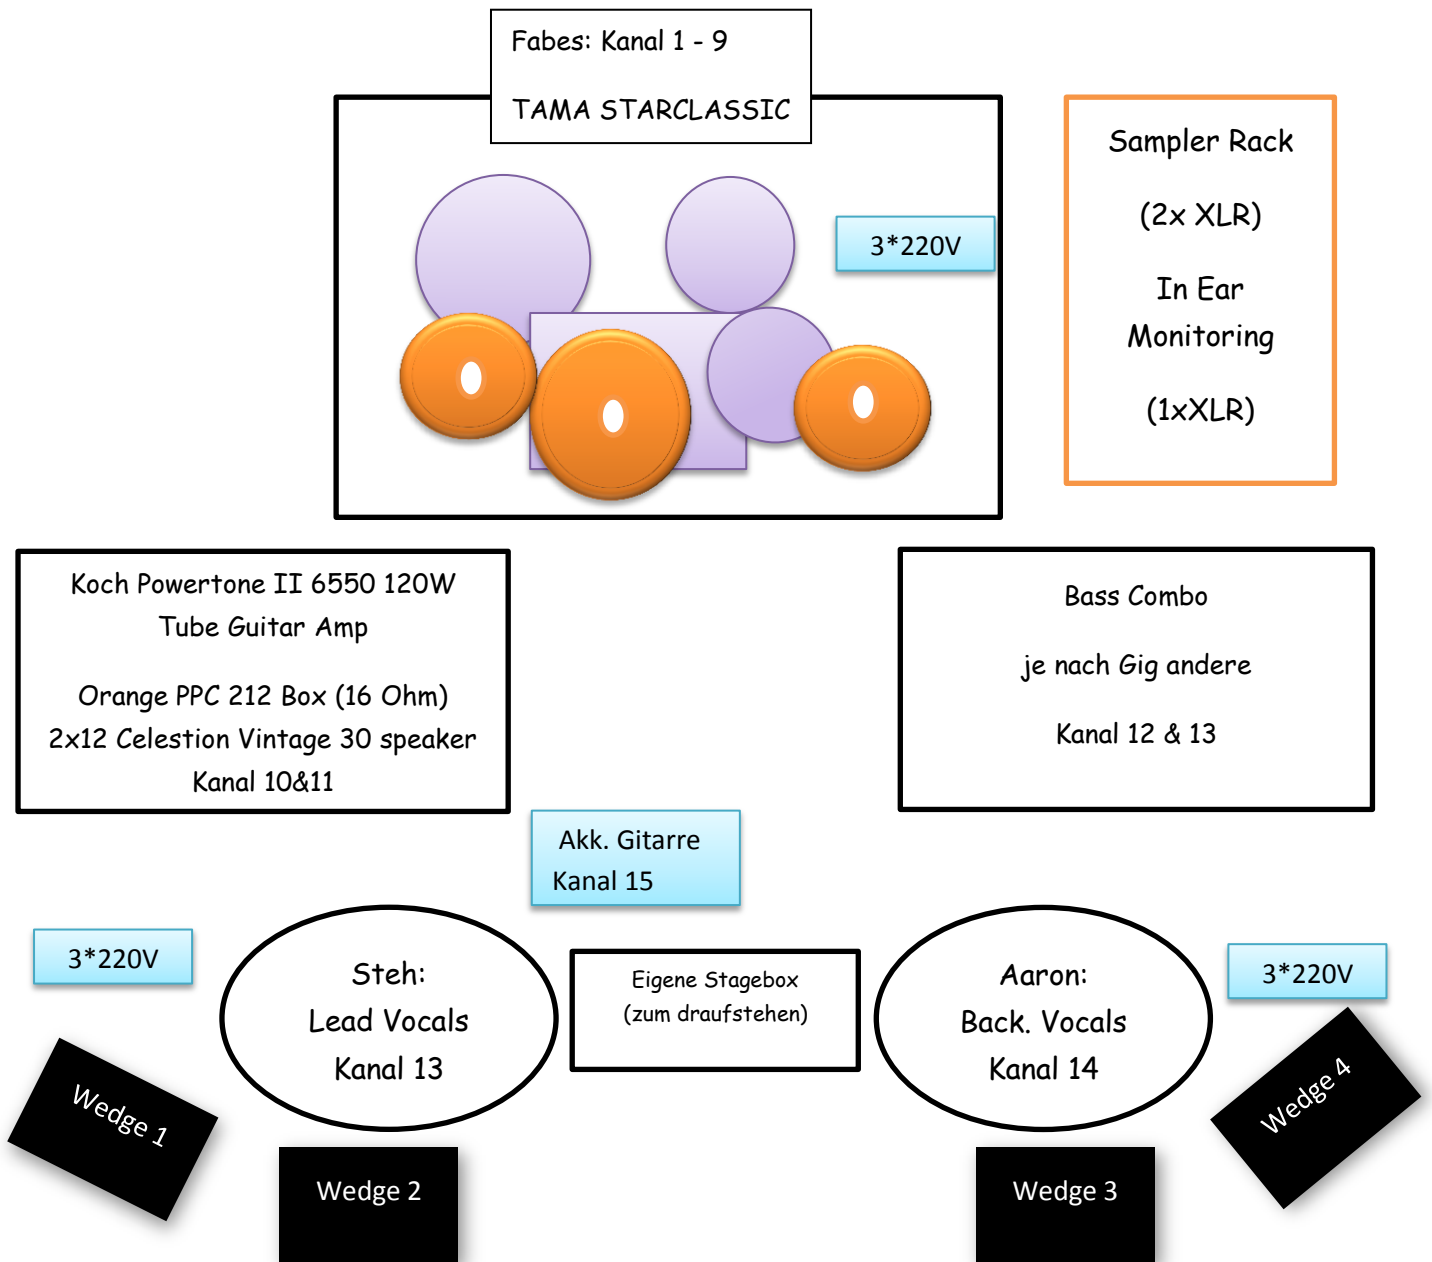 Fabes: Kanal 1 - 9
TAMA STARCLASSIC
3*220V
Sampler Rack
(2x XLR)
In Ear
Monitoring
(1xXLR)
Koch Powertone II 6550 120W
Tube Guitar Amp
Orange PPC 212 Box (16 Ohm)
2x12 Celestion Vintage 30 speaker
Kanal 10&11
Bass Combo
je nach Gig andere
Kanal 12 & 13
Akk. Gitarre
Kanal 15
3*220V
Steh:
Lead Vocals
Kanal 13
Eigene Stagebox
(zum draufstehen)
Aaron:
Back. Vocals
Kanal 14
3*220V
Wedge 1
Wedge 2
Wedge 3
Wedge 4